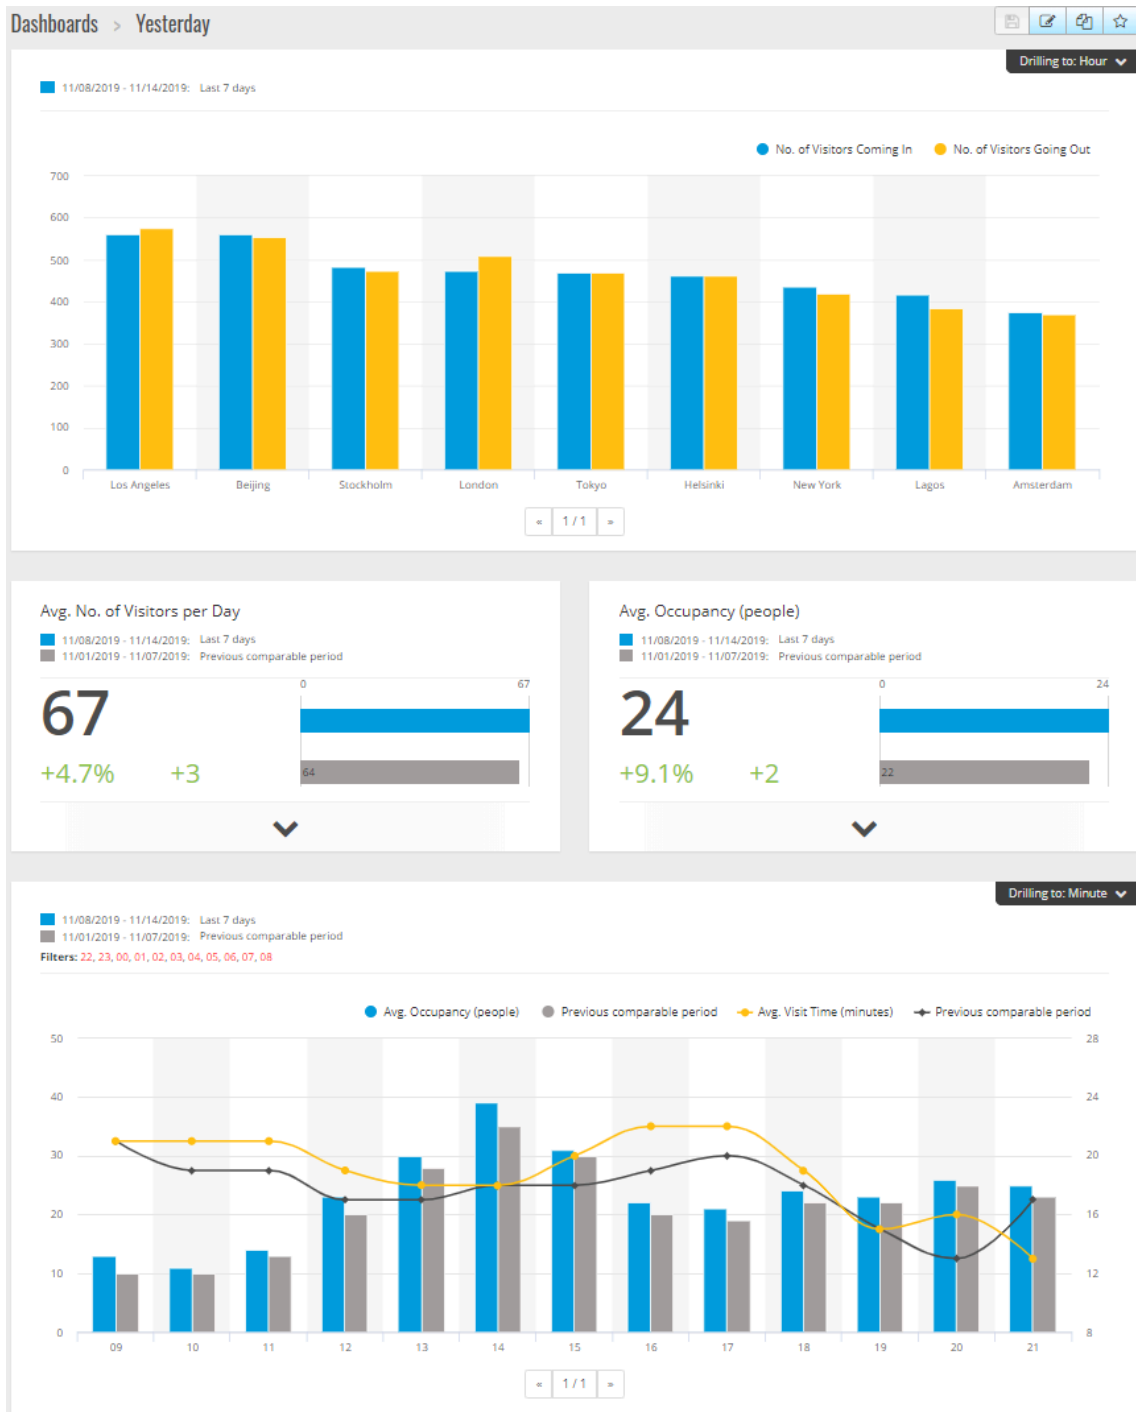 Dashboards > Yesterday
Drilling to: Hour
11/08/2019 - 11/14/2019: Last 7 days
No. of Visitors Coming In No. of Visitors Going Out
700
600
500
400
300
200
100
0
Los Angeles Beijing Stockholm London Tokyo Helsinki New York Lagos Amsterdam
« 1 / 1 »
Avg. No. of Visitors per Day
11/08/2019 - 11/14/2019: Last 7 days
11/01/2019 - 11/07/2019: Previous comparable period
0 67
67
+4.7% +3
64
Avg. Occupancy (people)
11/08/2019 - 11/14/2019: Last 7 days
11/01/2019 - 11/07/2019: Previous comparable period
0 24
24
+9.1% +2
22
Drilling to: Minute
11/08/2019 - 11/14/2019: Last 7 days
11/01/2019 - 11/07/2019: Previous comparable period
Filters: 22, 23, 00, 01, 02, 03, 04, 05, 06, 07, 08
Avg. Occupancy (people) Previous comparable period Avg. Visit Time (minutes) Previous comparable period
50 28
40 24
30 20
20 16
10 12
0 8
09 10 11 12 13 14 15 16 17 18 19 20 21
« 1 / 1 »